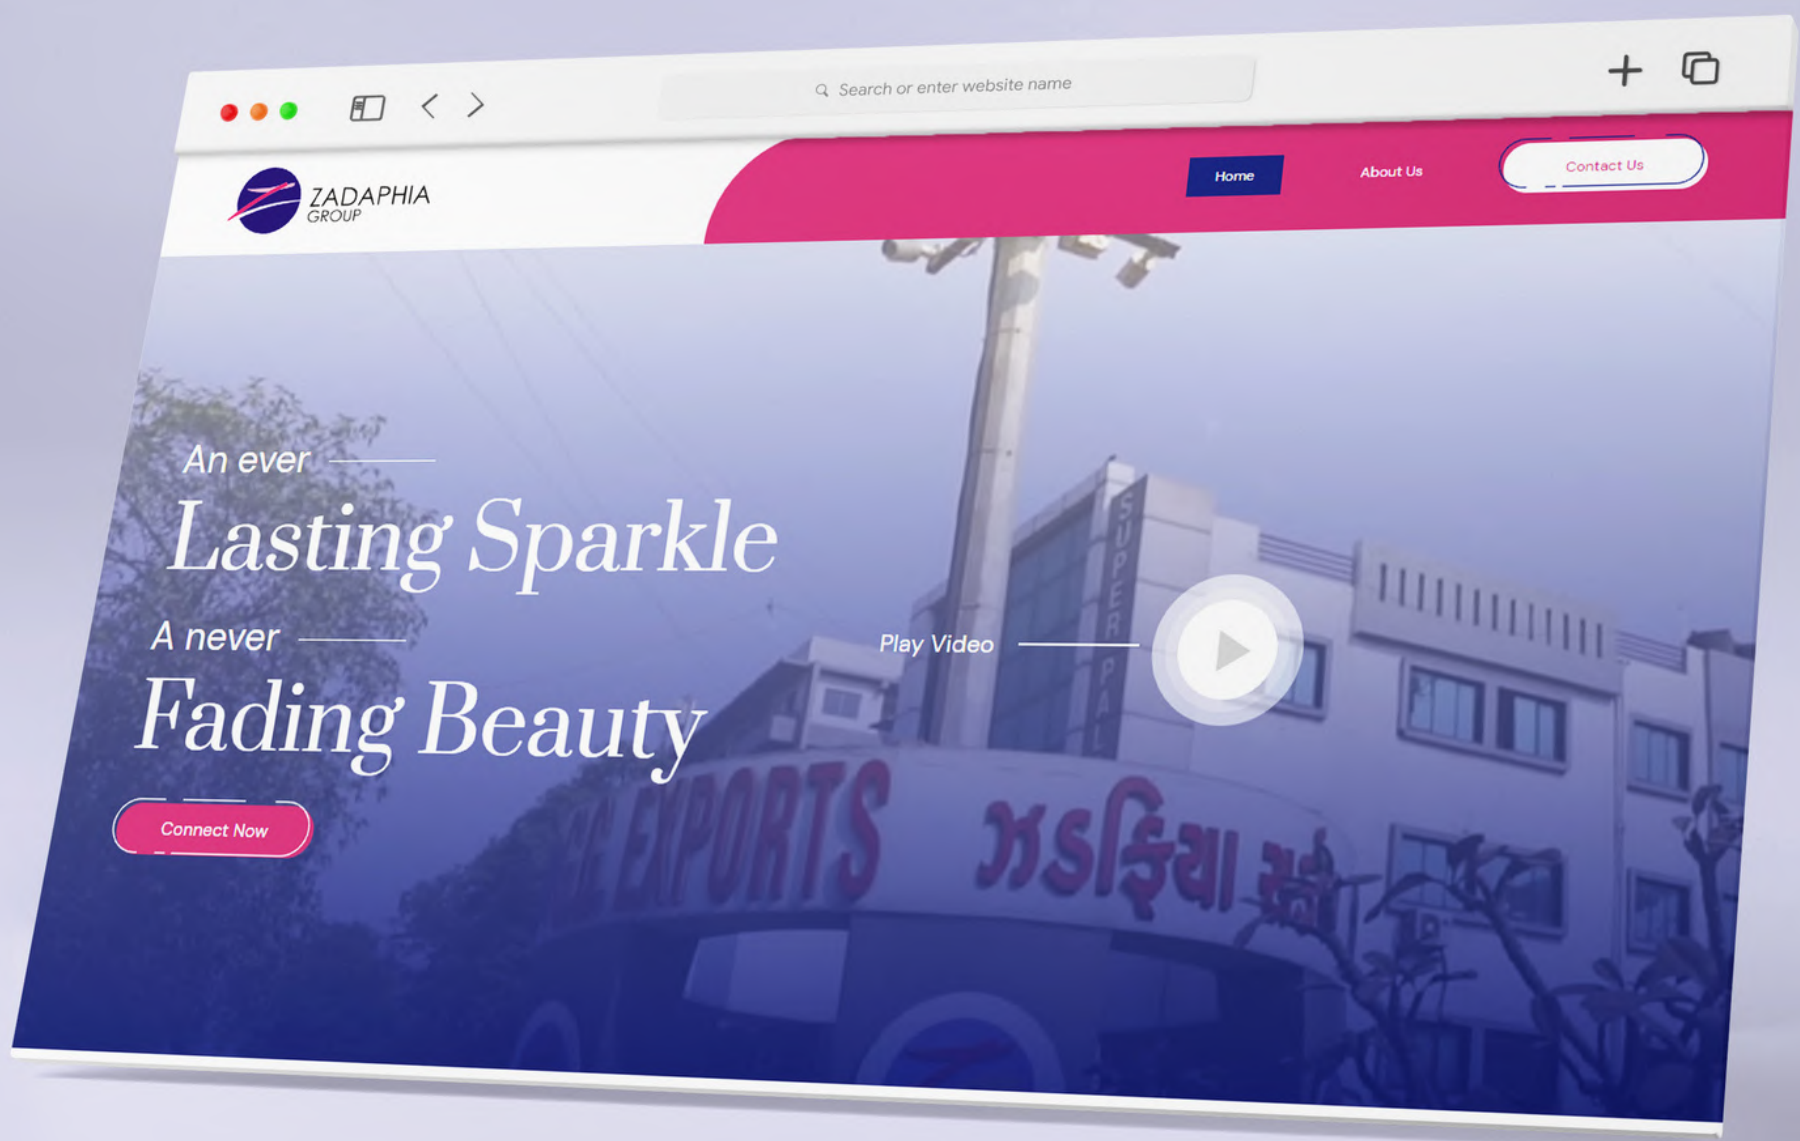 Search or enter website name
ZADAPHIA
GROUP
Home
About Us
Contact Us
An ever
Lasting Sparkle
A never
Fading Beauty
Connect Now
Play Video
SUPER PAL
EXPORTS
ઝડફિયા